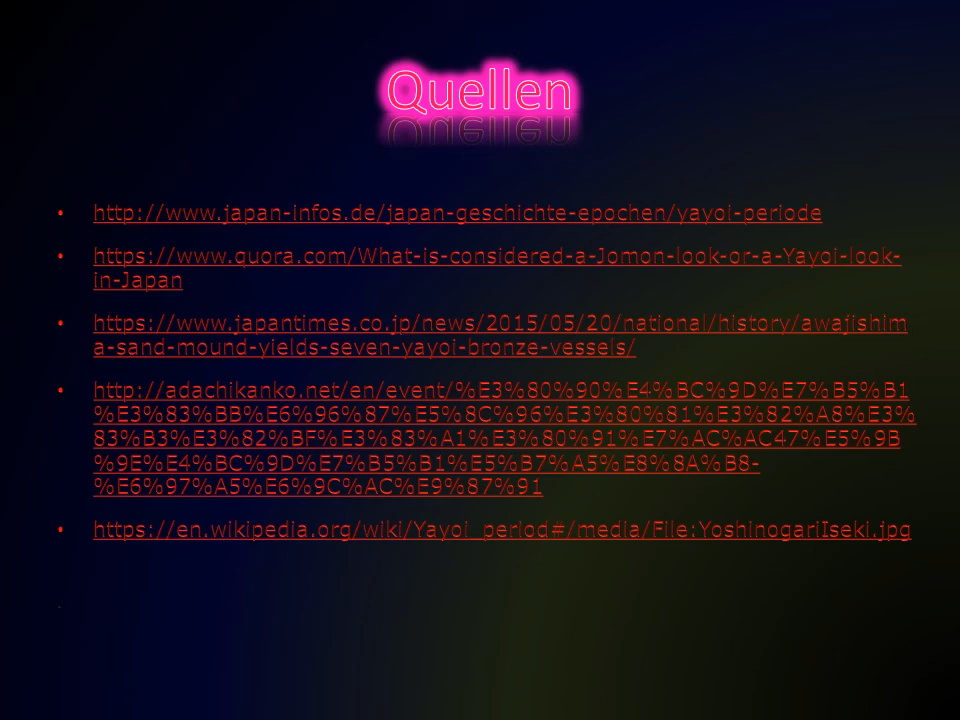 Quellen
• http://www.japan-infos.de/japan-geschichte-epochen/yayoi-periode
• https://www.quora.com/What-is-considered-a-Jomon-look-or-a-Yayoi-look-
in-Japan
• https://www.japantimes.co.jp/news/2015/05/20/national/history/awajishim
a-sand-mound-yields-seven-yayoi-bronze-vessels/
• http://adachikanko.net/en/event/%E3%80%90%E4%BC%9D%E7%B5%B1
%E3%83%BB%E6%96%87%E5%8C%96%E3%80%81%E3%82%A8%E3%
83%B3%E3%82%BF%E3%83%A1%E3%80%91%E7%AC%AC47%E5%9B
%9E%E4%BC%9D%E7%B5%B1%E5%B7%A5%E8%8A%B8-
%E6%97%A5%E6%9C%AC%E9%87%91
• https://en.wikipedia.org/wiki/Yayoi_period#/media/File:YoshinogariIseki.jpg